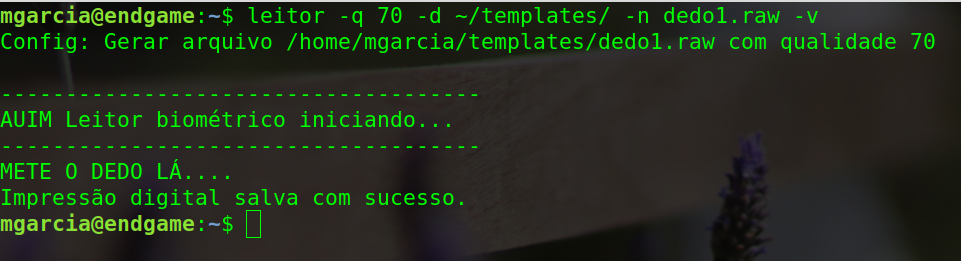 mgarcia@endgame:~$ leitor -q 70 -d ~/templates/ -n dedo1.raw -v
Config: Gerar arquivo /home/mgarcia/templates/dedo1.raw com qualidade 70
-------------------------------------
AUIM Leitor biométrico iniciando...
-------------------------------------
METE O DEDO LÁ....
Impressão digital salva com sucesso.
mgarcia@endgame:~$